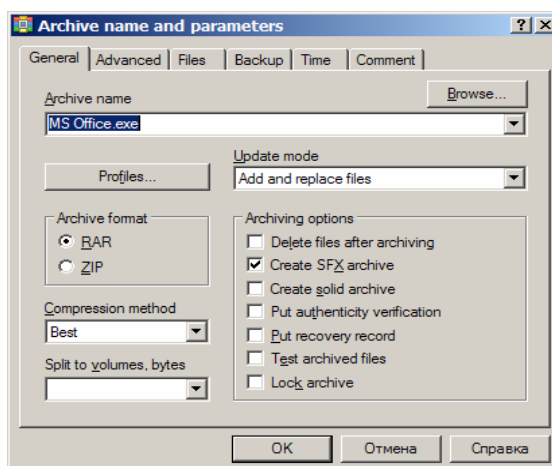 Archive name and parameters
General Advanced Files Backup Time Comment
Archive name
Browse...
MS Office.exe
Update mode
Profiles...
Add and replace files
Archive format
RAR
ZIP
Archiving options
Delete files after archiving
Create SFX archive
Create solid archive
Put authenticity verification
Put recovery record
Test archived files
Lock archive
Compression method
Best
Split to volumes, bytes
OK Отмена Справка